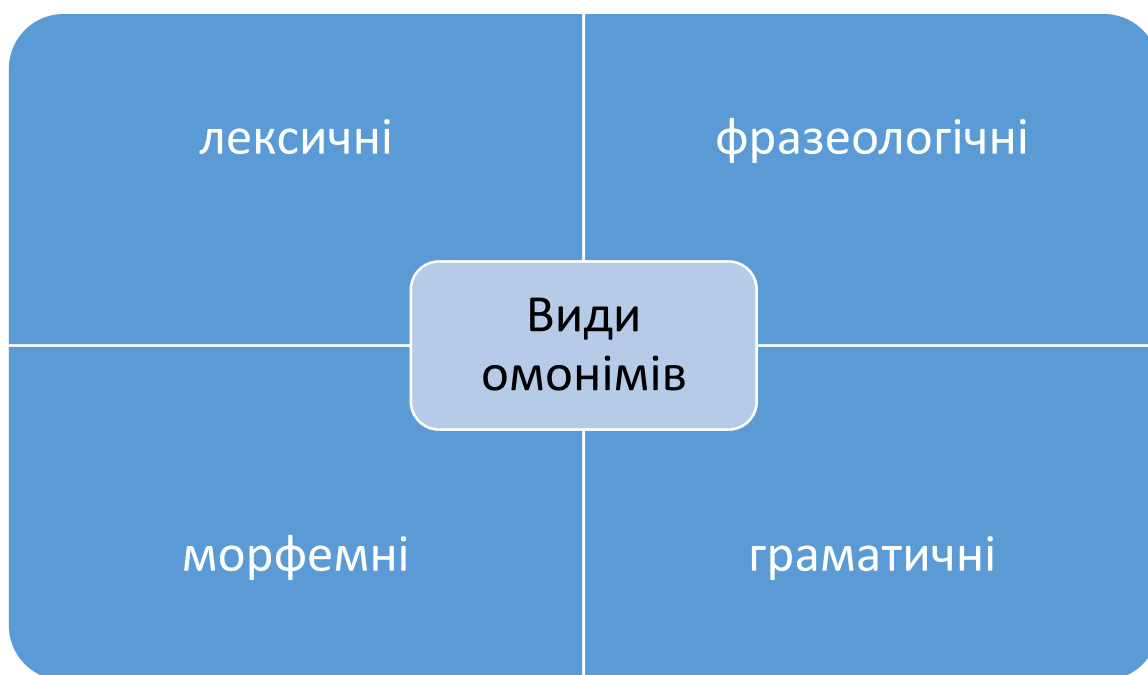 лексичні
фразеологічні
Види
омонімів
морфемні
граматичні